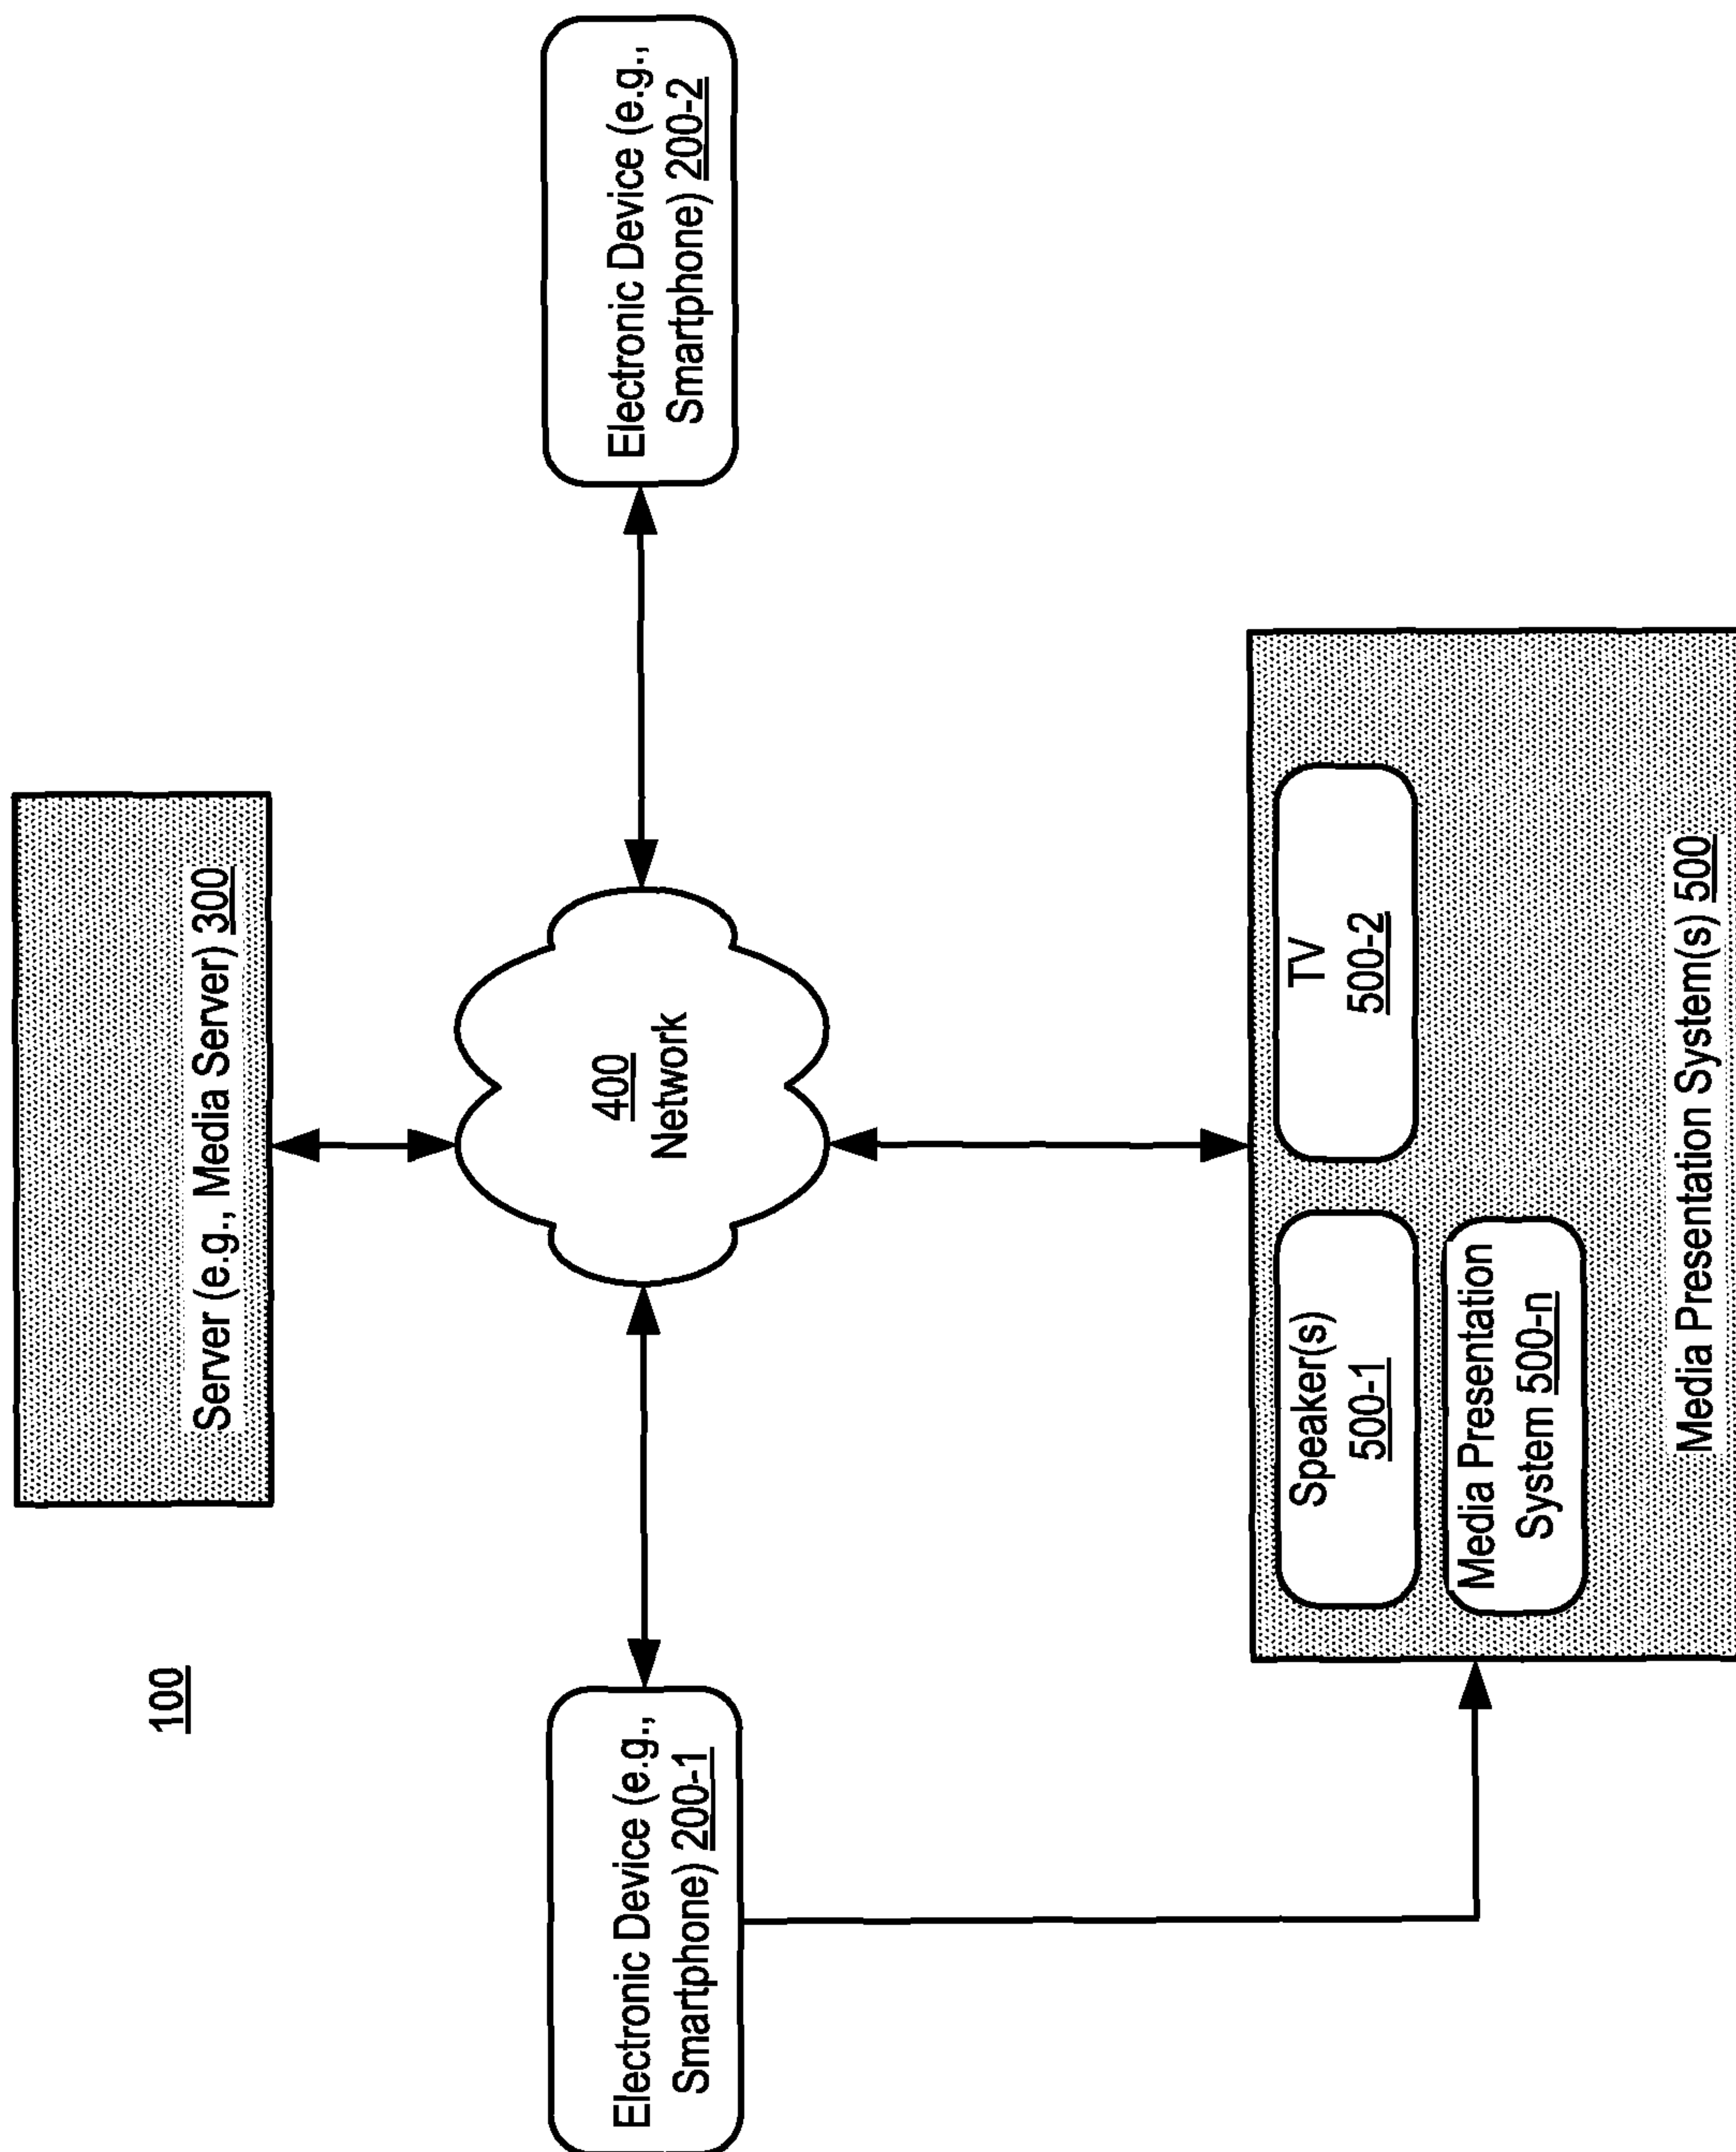 100
Server (e.g., Media Server) 300
Electronic Device (e.g.,
Smartphone) 200-1
400
Network
Electronic Device (e.g.,
Smartphone) 200-2
Speaker(s)
500-1
TV
500-2
Media Presentation
System 500-n
Media Presentation System(s) 500